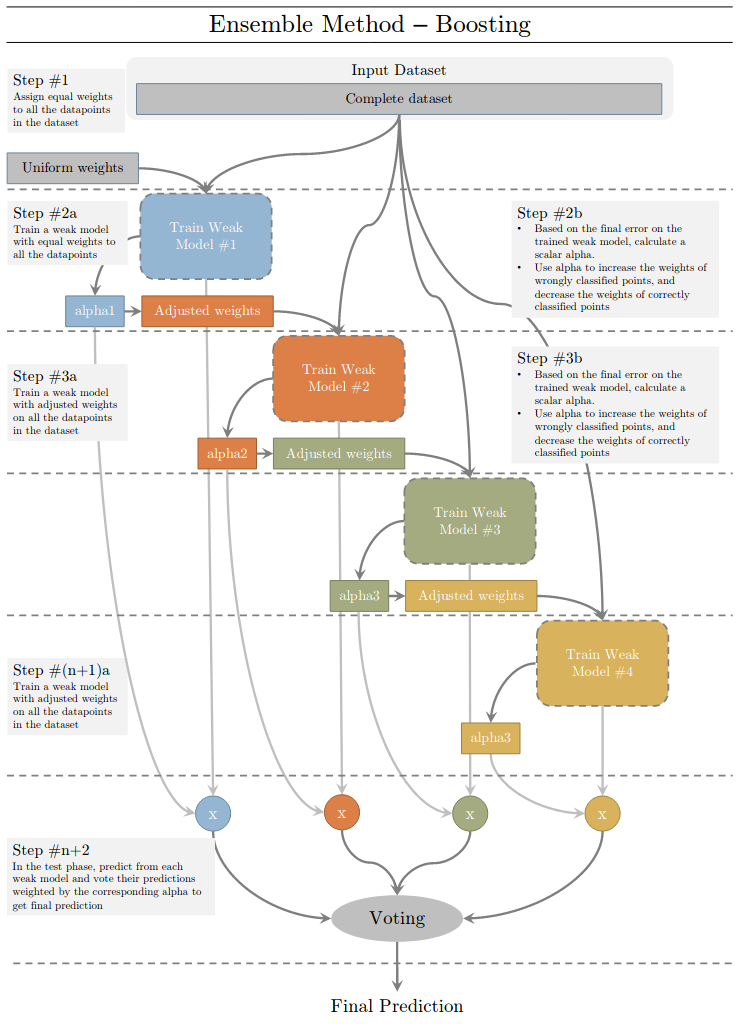 Ensemble Method – Boosting
Step #1
Assign equal weights
to all the datapoints
in the dataset
Input Dataset
Complete dataset
Uniform weights
Step #2a
Train a weak model
with equal weights to
all the datapoints
Train Weak
Model #1
Step #2b
• Based on the final error on the
trained weak model, calculate a
scalar alpha.
• Use alpha to increase the weights of
wrongly classified points, and
decrease the weights of correctly
classified points
alpha1
Adjusted weights
Step #3a
Train a weak model
with adjusted weights
on all the datapoints
in the dataset
Train Weak
Model #2
Step #3b
• Based on the final error on the
trained weak model, calculate a
scalar alpha.
• Use alpha to increase the weights of
wrongly classified points, and
decrease the weights of correctly
classified points
alpha2
Adjusted weights
Train Weak
Model #3
alpha3
Adjusted weights
Step #(n+1)a
Train a weak model
with adjusted weights
on all the datapoints
in the dataset
Train Weak
Model #4
alpha3
x
x
x
x
Step #n+2
In the test phase, predict from each
weak model and vote their predictions
weighted by the corresponding alpha to
get final prediction
Voting
Final Prediction